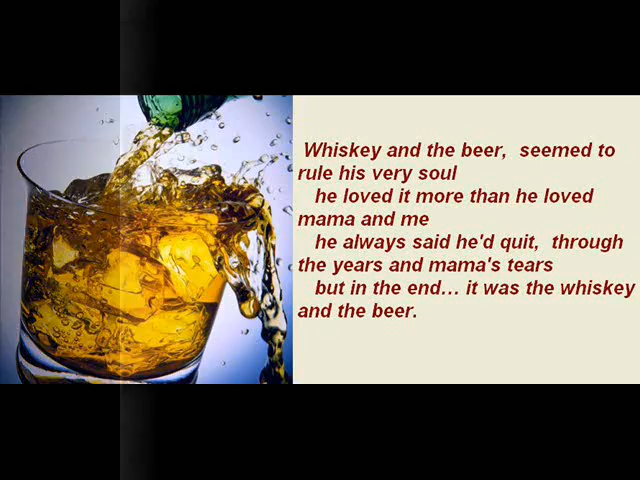 Whiskey and the beer, seemed to
rule his very soul
he loved it more than he loved
mama and me
he always said he'd quit, through
the years and mama's tears
but in the end... it was the whiskey
and the beer.